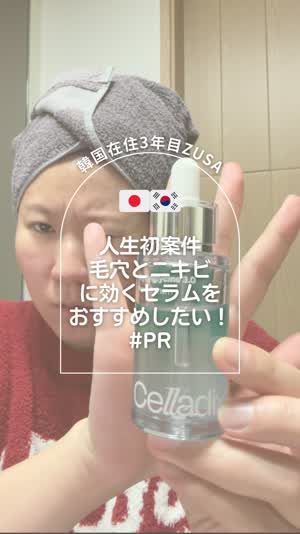 韓国在住3年目ZUSA
人生初案件
毛穴とニキビ
に効くセラムを
おすすめしたい！
#PR
Celladix